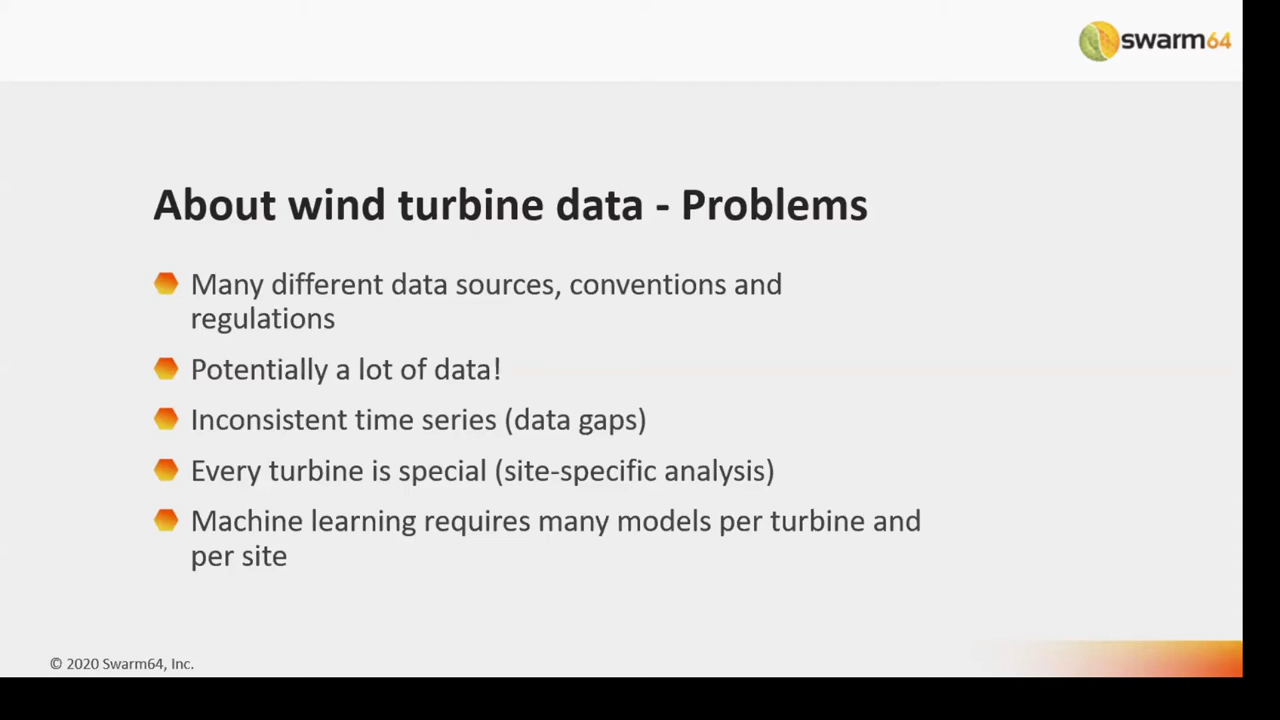 swarm64
About wind turbine data - Problems
Many different data sources, conventions and
regulations
Potentially a lot of data!
Inconsistent time series (data gaps)
Every turbine is special (site-specific analysis)
Machine learning requires many models per turbine and
per site
© 2020 Swarm64, Inc.